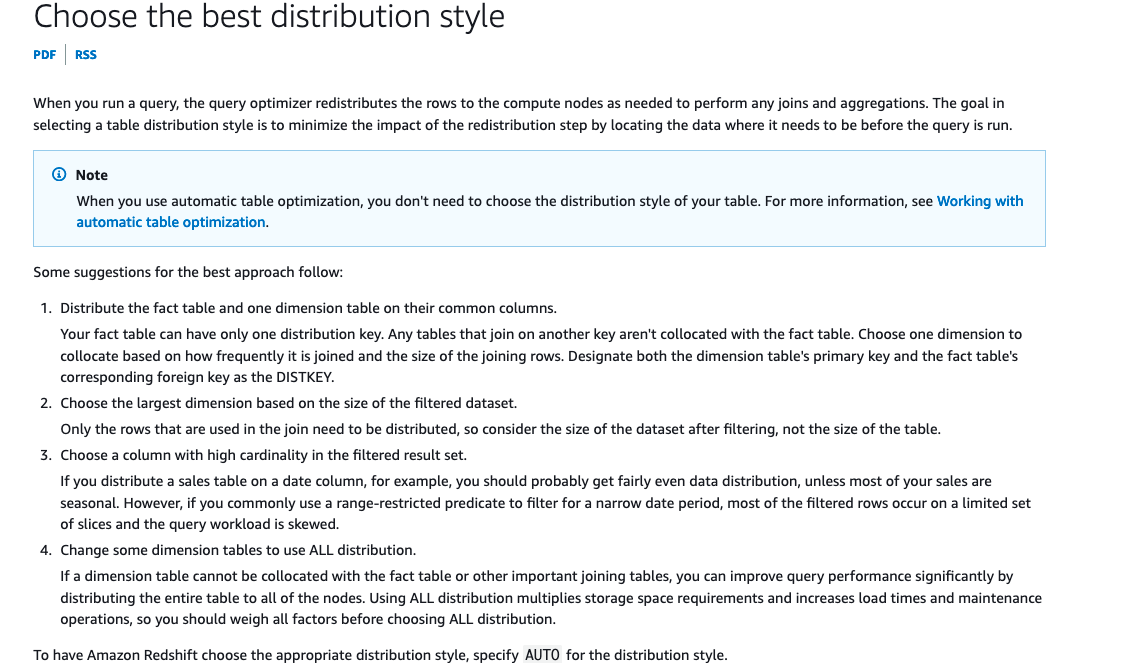 Choose the best distribution style
PDF | RSS
When you run a query, the query optimizer redistributes the rows to the compute nodes as needed to perform any joins and aggregations. The goal in
selecting a table distribution style is to minimize the impact of the redistribution step by locating the data where it needs to be before the query is run.
Note
When you use automatic table optimization, you don't need to choose the distribution style of your table. For more information, see Working with
automatic table optimization.
Some suggestions for the best approach follow:
1. Distribute the fact table and one dimension table on their common columns.
Your fact table can have only one distribution key. Any tables that join on another key aren't collocated with the fact table. Choose one dimension to
collocate based on how frequently it is joined and the size of the joining rows. Designate both the dimension table's primary key and the fact table's
corresponding foreign key as the DISTKEY.
2. Choose the largest dimension based on the size of the filtered dataset.
Only the rows that are used in the join need to be distributed, so consider the size of the dataset after filtering, not the size of the table.
3. Choose a column with high cardinality in the filtered result set.
If you distribute a sales table on a date column, for example, you should probably get fairly even data distribution, unless most of your sales are
seasonal. However, if you commonly use a range-restricted predicate to filter for a narrow date period, most of the filtered rows occur on a limited set
of slices and the query workload is skewed.
4. Change some dimension tables to use ALL distribution.
If a dimension table cannot be collocated with the fact table or other important joining tables, you can improve query performance significantly by
distributing the entire table to all of the nodes. Using ALL distribution multiplies storage space requirements and increases load times and maintenance
operations, so you should weigh all factors before choosing ALL distribution.
To have Amazon Redshift choose the appropriate distribution style, specify AUTO for the distribution style.